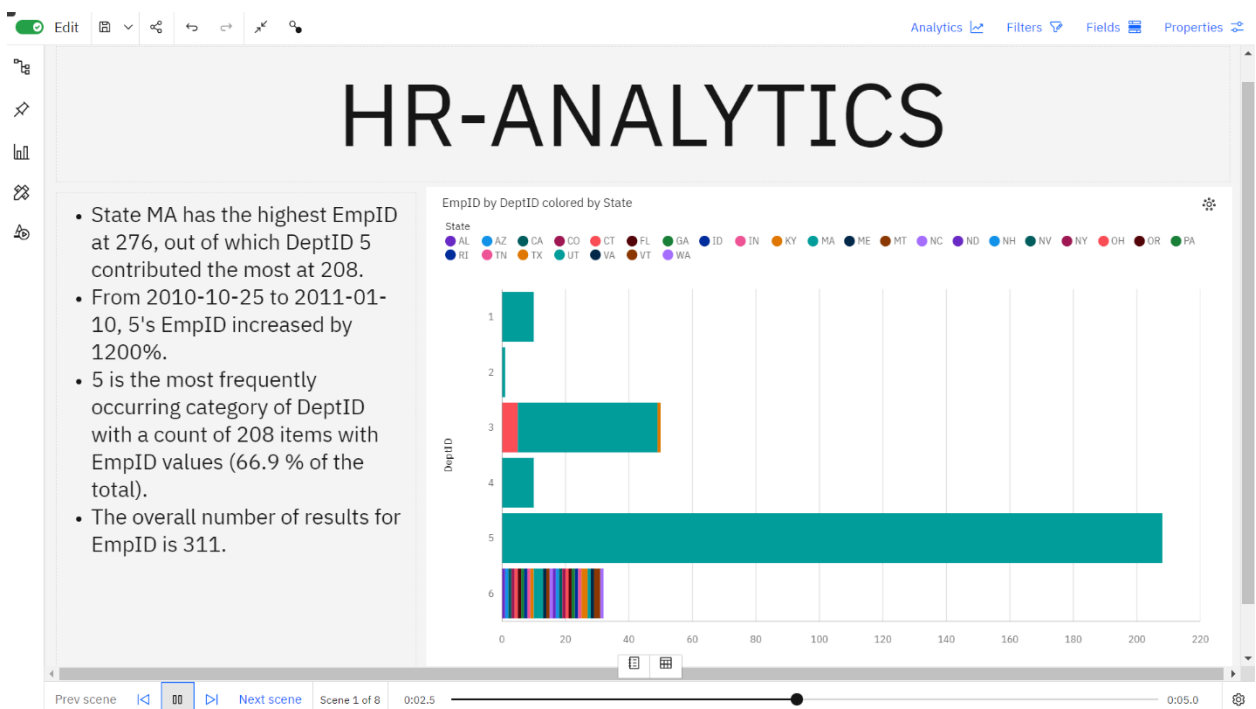 Edit
Analytics
Filters
Fields
Properties
HR-ANALYTICS
• State MA has the highest EmpID
at 276, out of which DeptID 5
contributed the most at 208.
• From 2010-10-25 to 2011-01-
10, 5's EmpID increased by
1200%.
• 5 is the most frequently
occurring category of DeptID
with a count of 208 items with
EmpID values (66.9 % of the
total).
• The overall number of results for
EmpID is 311.
EmpID by DeptID colored by State
State
AL AZ CA CO CT FL GA ID IN KY MA ME MT NC ND NH NV NY OH OR PA
RI TN TX UT VA VT WA
DeptID
1
2
3
4
5
6
0 20 40 60 80 100 120 140 160 180 200 220
Prev scene
Next scene
Scene 1 of 8
0:02.5
0:05.0